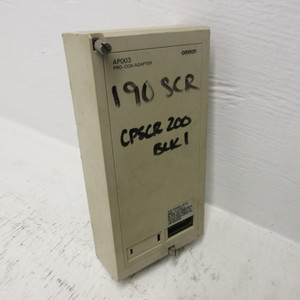 AP003 OMRON
PRO-CON ADAPTER
190 SCR
CPSCR 200
BLK 1